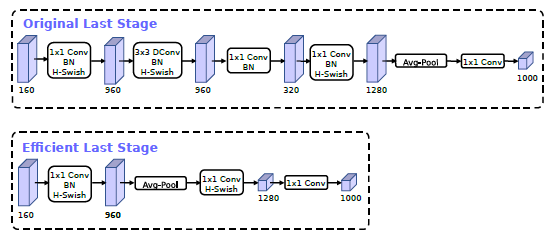 Original Last Stage
1x1 Conv
BN
H-Swish
3x3 DConv
BN
H-Swish
1x1 Conv
BN
1x1 Conv
BN
H-Swish
Avg-Pool
1x1 Conv
160
960
960
320
1280
1000
Efficient Last Stage
1x1 Conv
BN
H-Swish
Avg-Pool
1x1 Conv
H-Swish
1x1 Conv
160
960
1280
1000